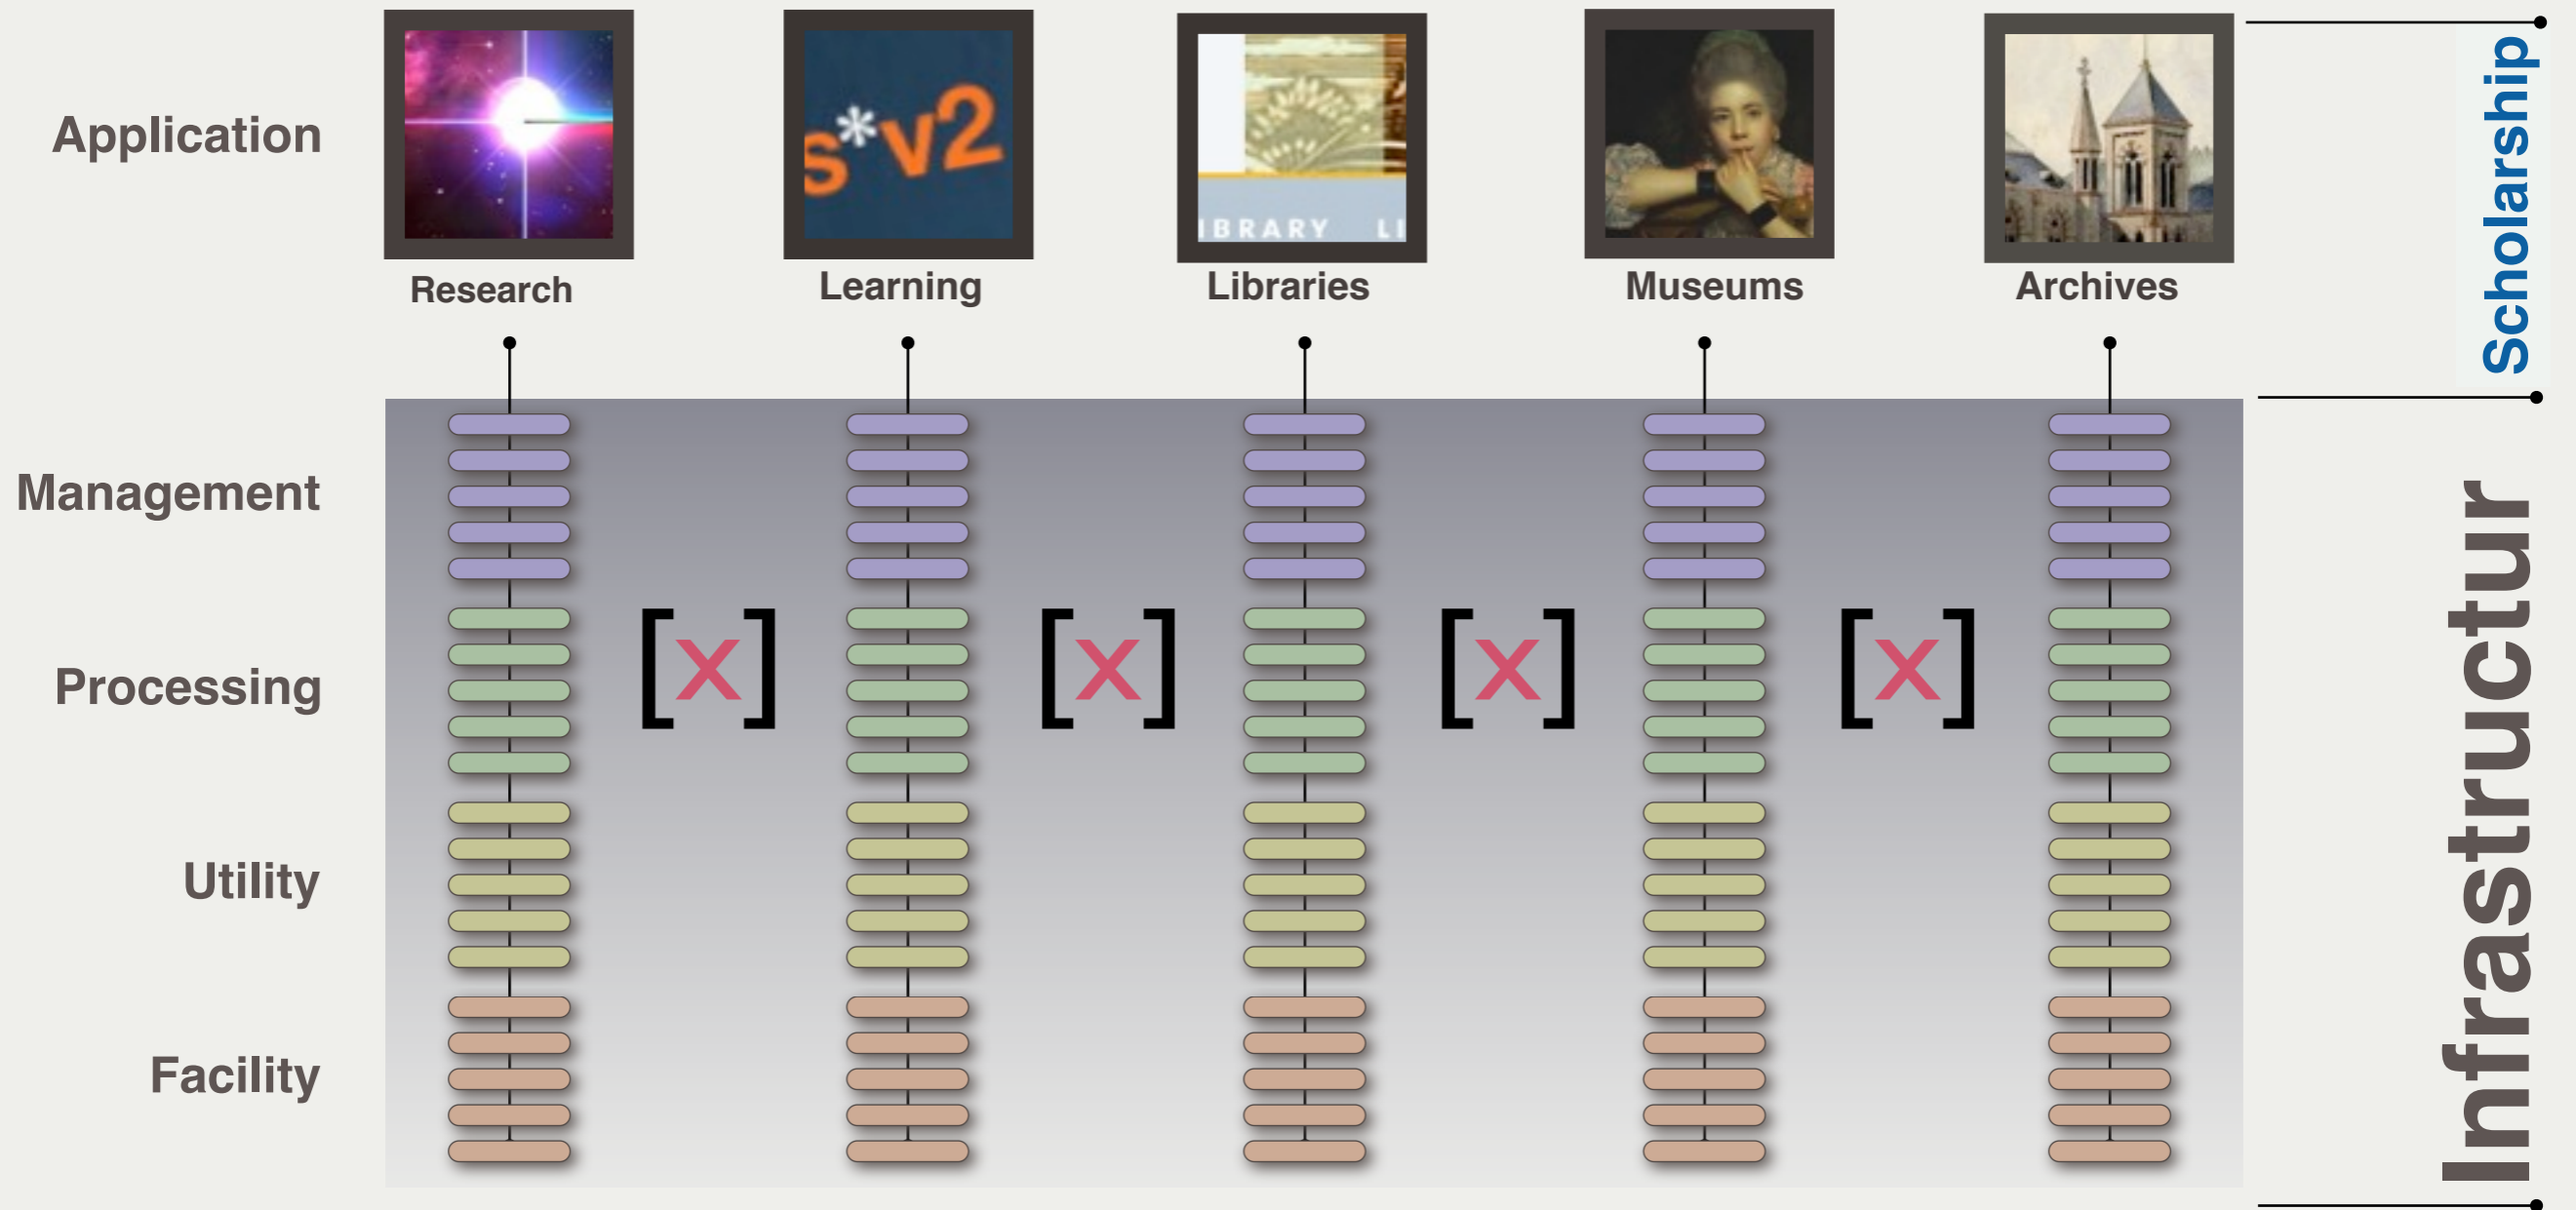 s*v2
IBRARY LI
Application
Research
Learning
Libraries
Museums
Archives
Scholarship
Management
Processing
[X]
[X]
[X]
[X]
Utility
Facility
Infrastructur